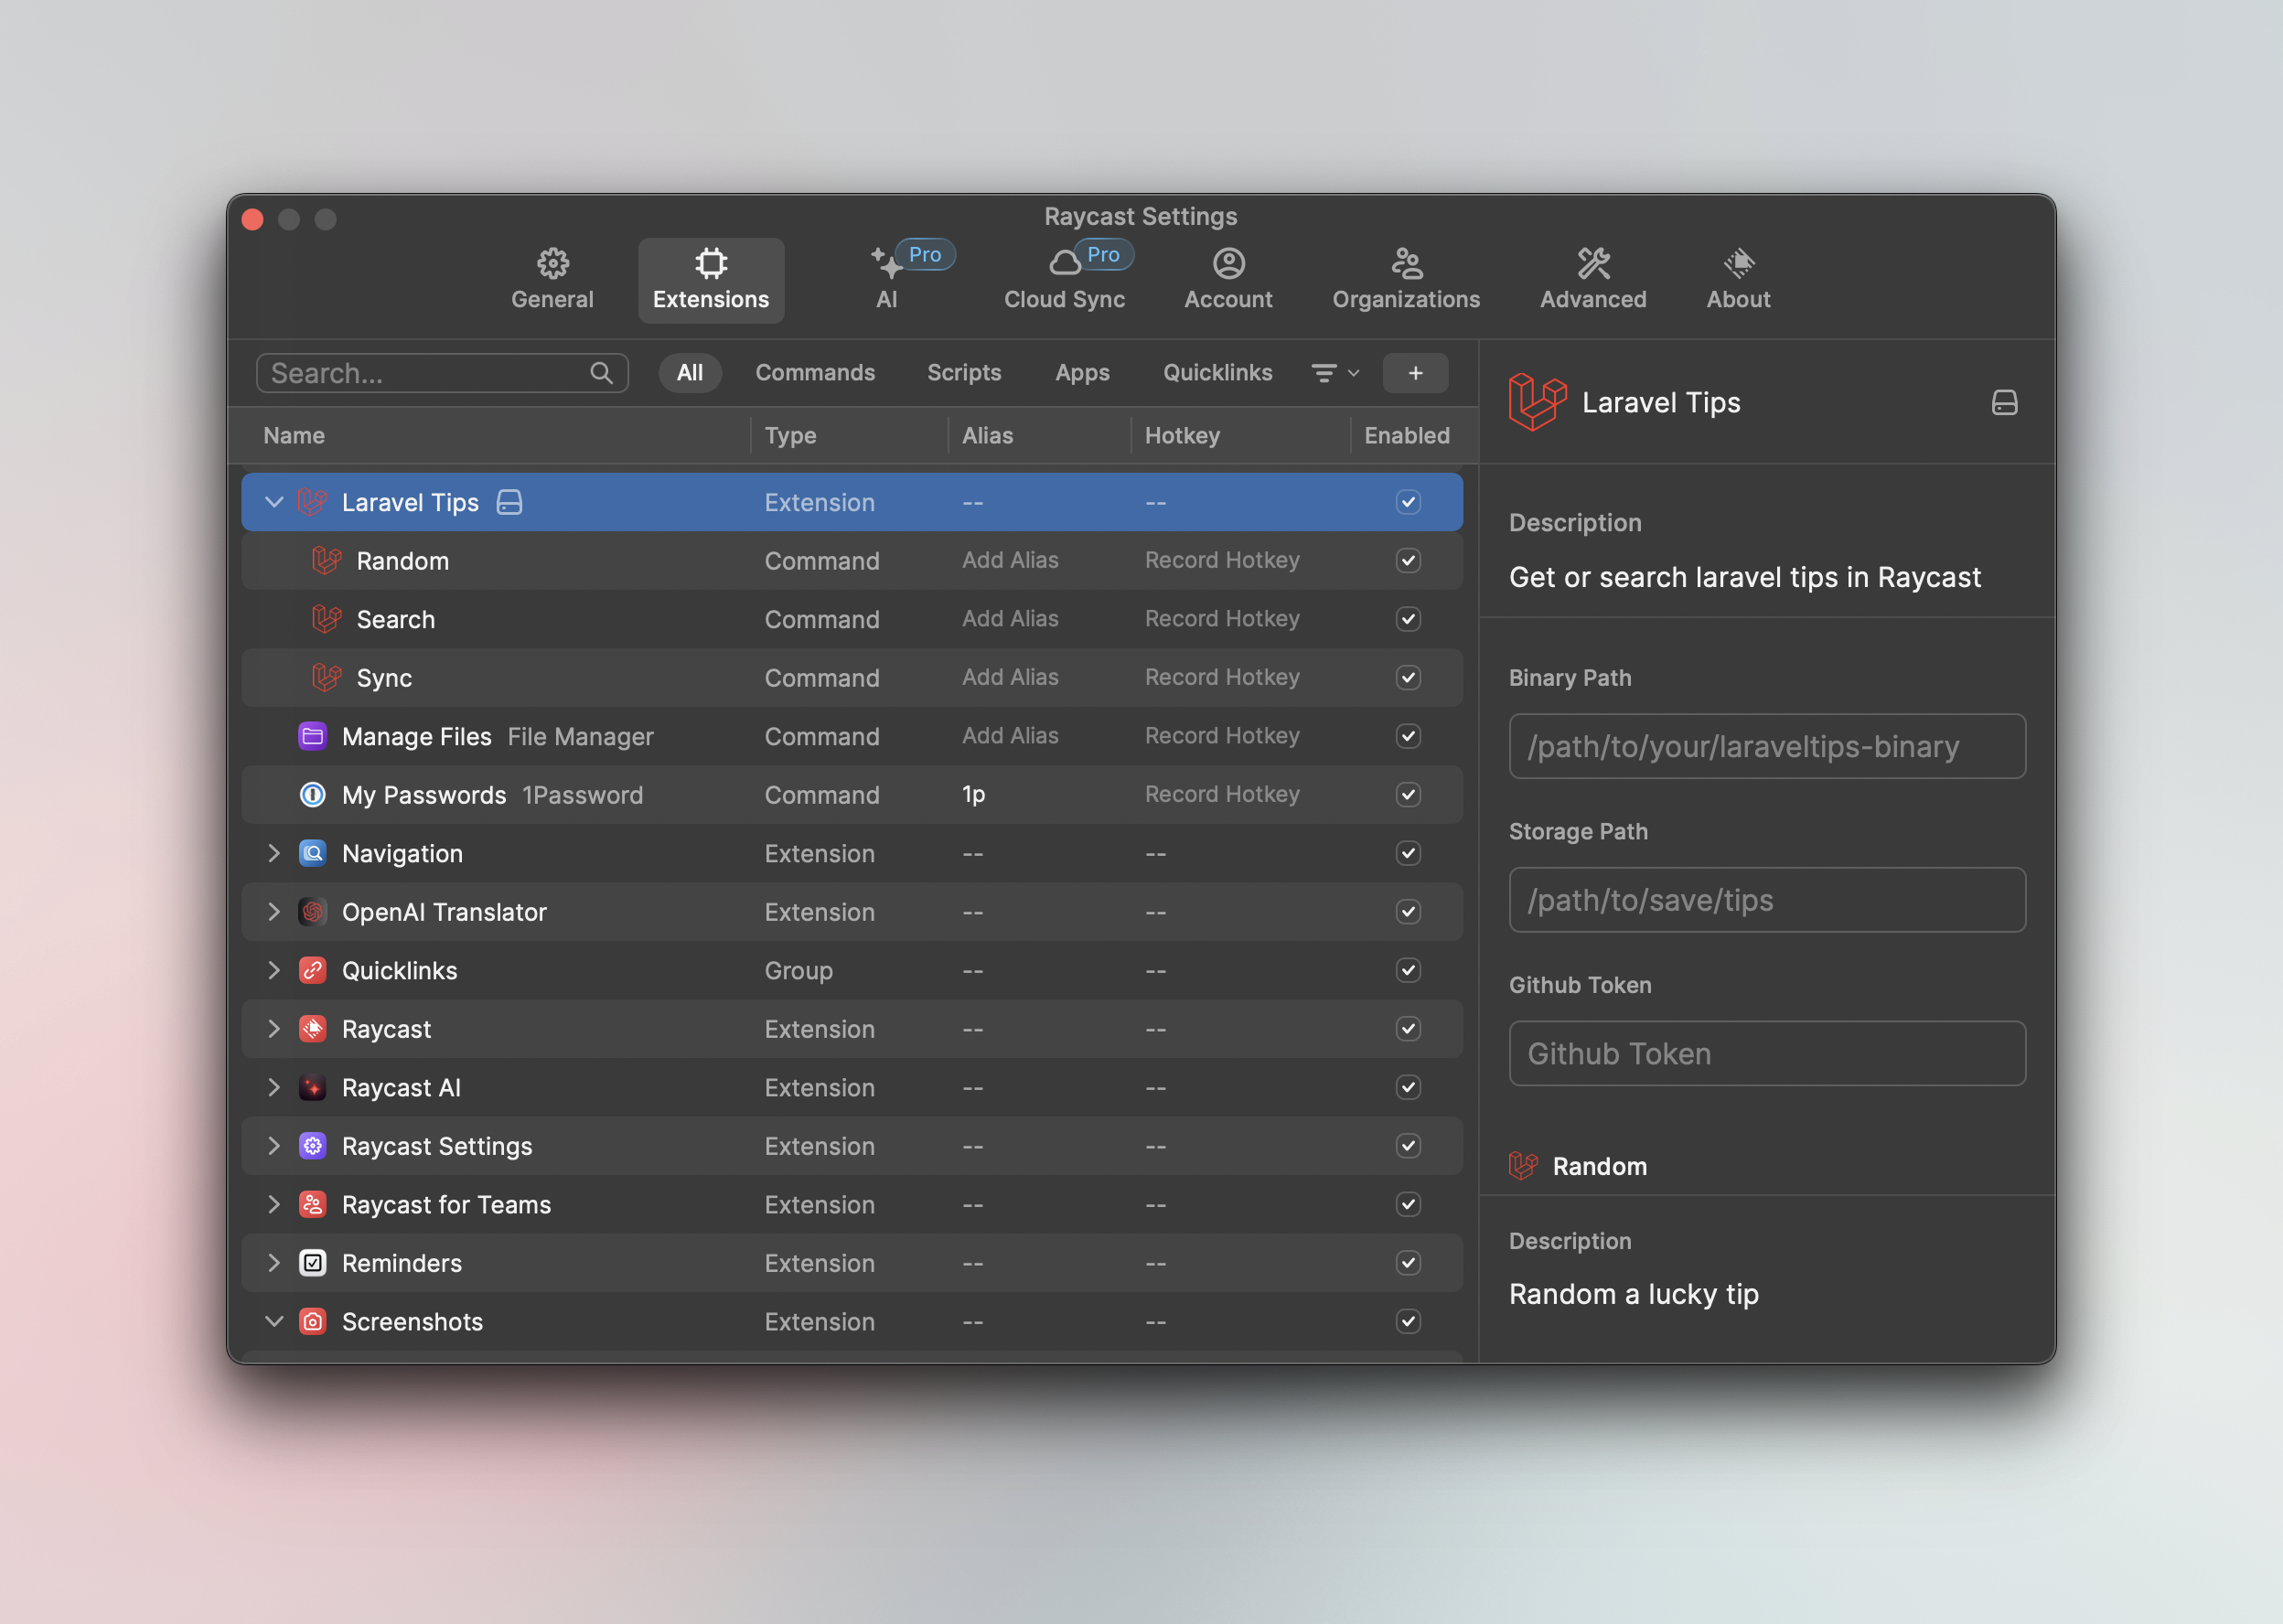 Raycast Settings
General
Extensions
AI
Pro
Cloud Sync
Pro
Account
Organizations
Advanced
About
Search...
All
Commands
Scripts
Apps
Quicklinks
+
Name Type Alias Hotkey Enabled
Laravel Tips Extension -- --
Random Command Add Alias Record Hotkey
Search Command Add Alias Record Hotkey
Sync Command Add Alias Record Hotkey
Manage Files File Manager Command Add Alias Record Hotkey
My Passwords 1Password Command 1p Record Hotkey
Navigation Extension -- --
OpenAI Translator Extension -- --
Quicklinks Group -- --
Raycast Extension -- --
Raycast AI Extension -- --
Raycast Settings Extension -- --
Raycast for Teams Extension -- --
Reminders Extension -- --
Screenshots Extension -- --
Laravel Tips
Description
Get or search laravel tips in Raycast
Binary Path
/path/to/your/laraveltips-binary
Storage Path
/path/to/save/tips
Github Token
Github Token
Random
Description
Random a lucky tip